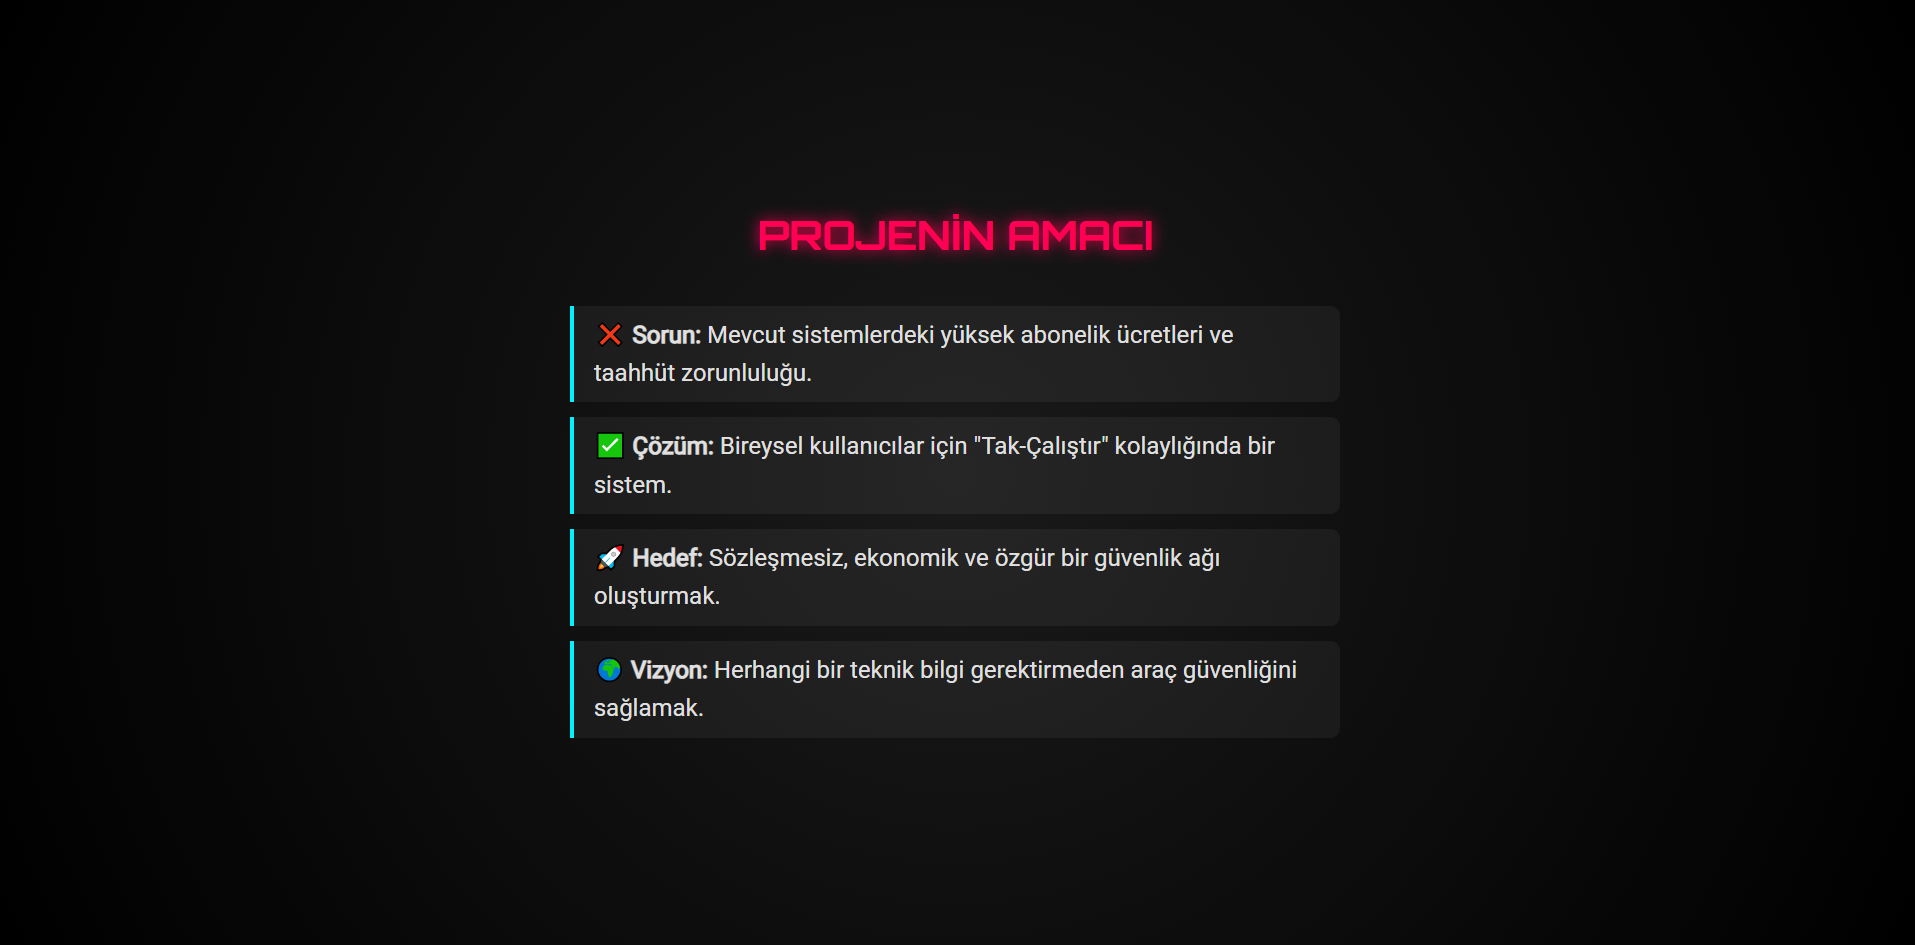 PROJENİN AMACI
❌ Sorun: Mevcut sistemlerdeki yüksek abonelik ücretleri ve
taahhüt zorunluluğu.
✅ Çözüm: Bireysel kullanıcılar için "Tak-Çalıştır" kolaylığında bir
sistem.
🚀 Hedef: Sözleşmesiz, ekonomik ve özgür bir güvenlik ağı
oluşturmak.
🌍 Vizyon: Herhangi bir teknik bilgi gerektirmeden araç güvenliğini
sağlamak.